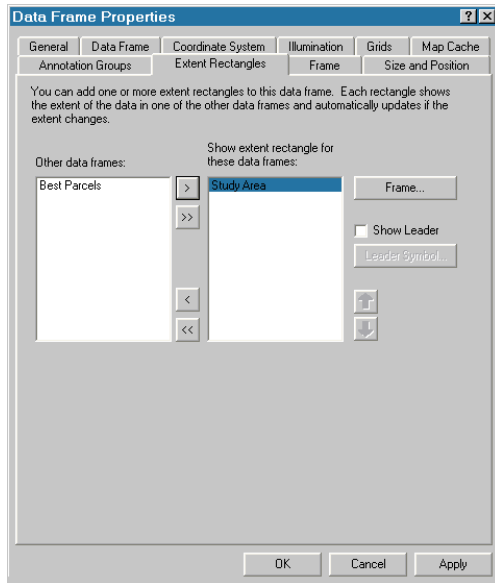 Data Frame Properties
? X
General Data Frame Coordinate System Illumination Grids Map Cache
Annotation Groups Extent Rectangles Frame Size and Position
You can add one or more extent rectangles to this data frame. Each rectangle shows
the extent of the data in one of the other data frames and automatically updates if the
extent changes.
Other data frames:
Show extent rectangle for
these data frames:
Best Parcels
>
>>
<
<<
Study Area
Frame...
Show Leader
Leader Symbol...
OK Cancel Apply